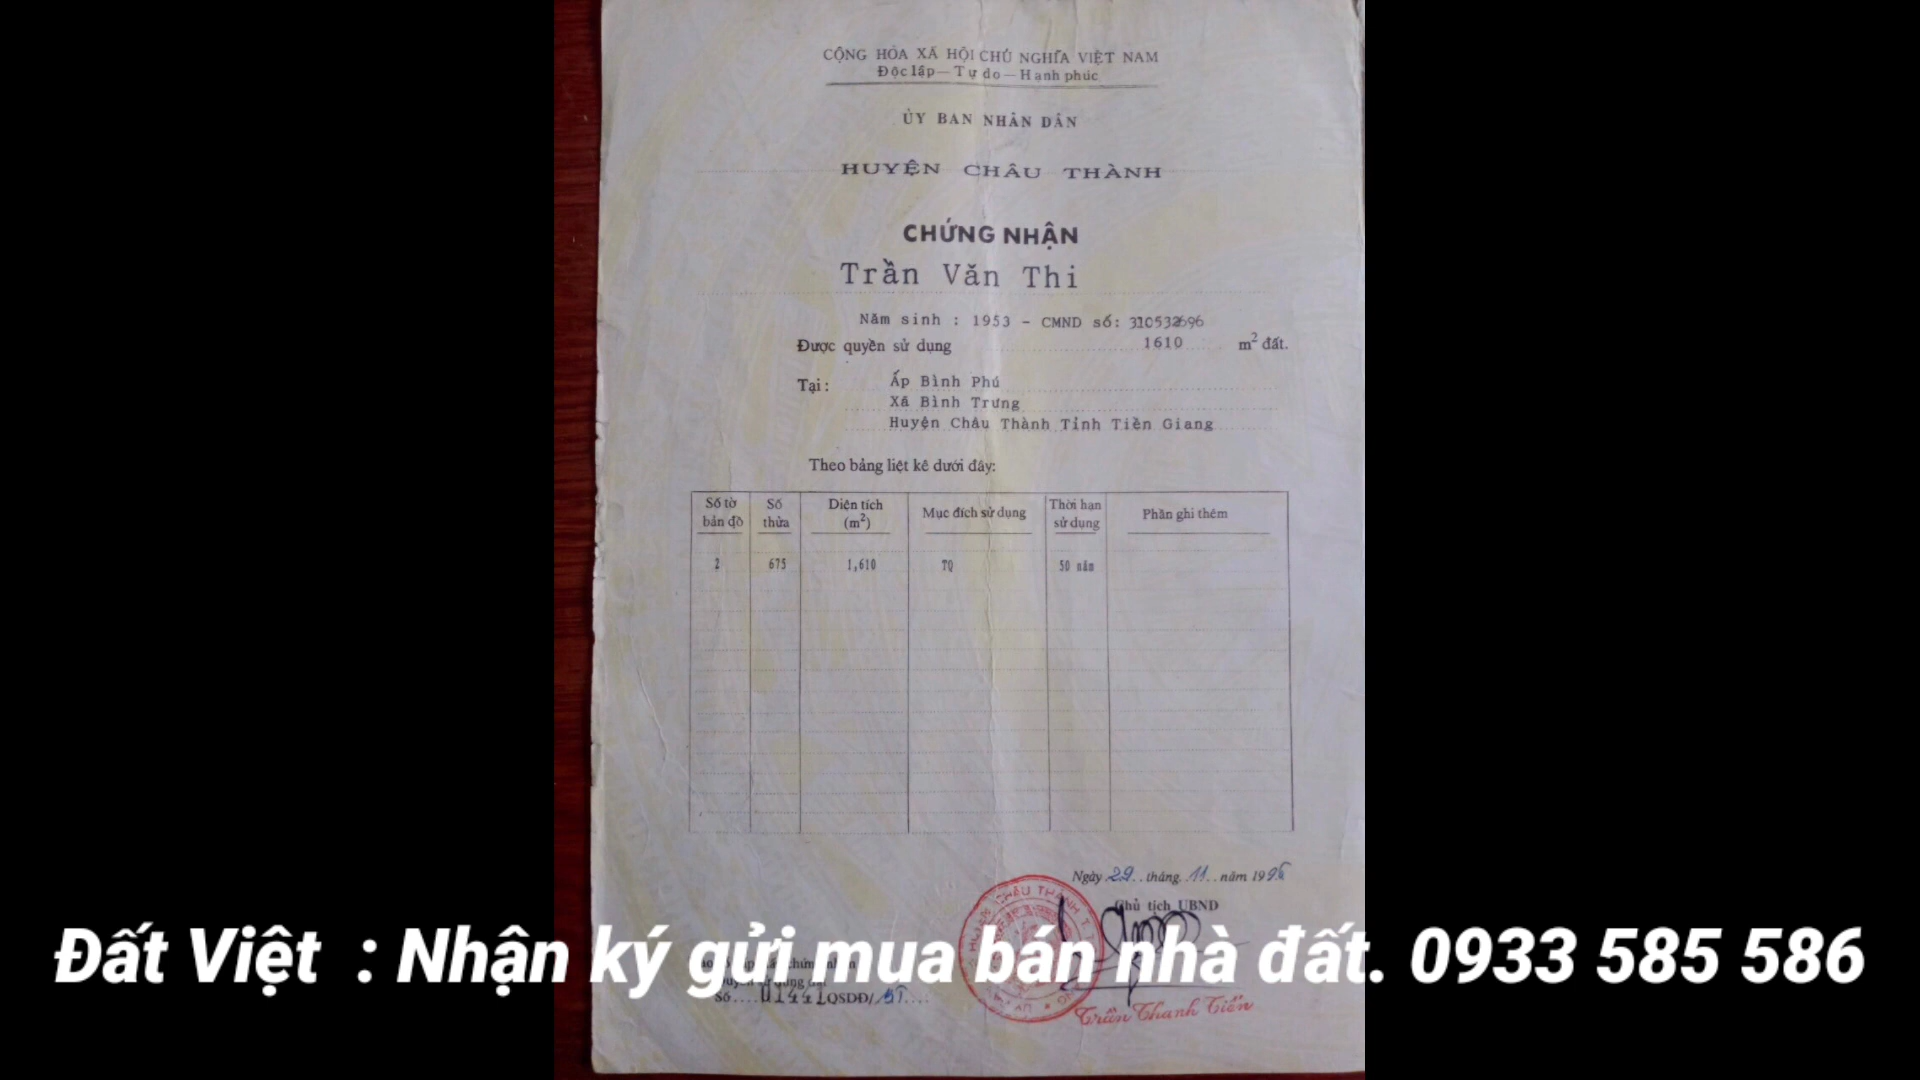 CỘNG HÒA XÃ HỘI CHỦ NGHĨA VIỆT NAM
Độc lập — Tự do — Hạnh phúc
ỦY BAN NHÂN DÂN
HUYỆN CHÂU THÀNH
CHỨNG NHẬN
Trần Văn Thi
Năm sinh : 1953 - CMND số:
Được quyền sử dụng 1610 m² đất.
Tại : Ấp Bình Phú
Xã Bình Trưng
Huyện Châu Thành Tỉnh Tiền Giang
Theo bảng liệt kê dưới đây:
Số tờ bản đồ Số thửa Diện tích (m²) Mục đích sử dụng Thời hạn sử dụng Phần ghi thêm
2 675 1,610 TQ 50 năm
Ngày 29 tháng 11 năm 1996
Chủ tịch UBND
Đất Việt : Nhận ký gửi mua bán nhà đất. 0933 585 586
Số QSDĐ/
Trần Thanh Tiến